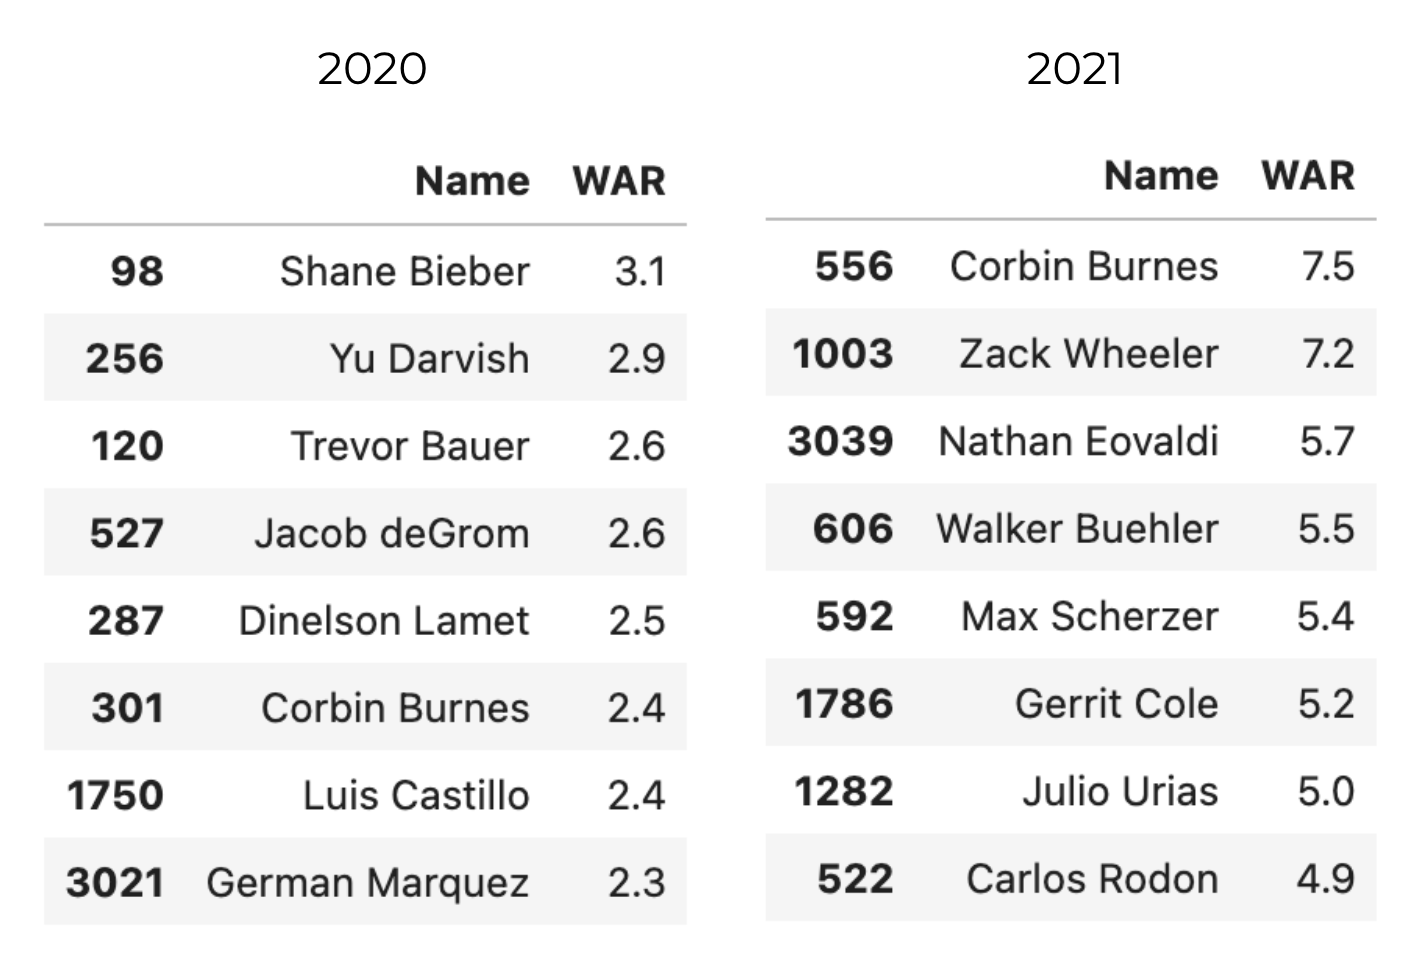 2020
Name WAR
98 Shane Bieber 3.1
256 Yu Darvish 2.9
120 Trevor Bauer 2.6
527 Jacob deGrom 2.6
287 Dinelson Lamet 2.5
301 Corbin Burnes 2.4
1750 Luis Castillo 2.4
3021 German Marquez 2.3
2021
Name WAR
556 Corbin Burnes 7.5
1003 Zack Wheeler 7.2
3039 Nathan Eovaldi 5.7
606 Walker Buehler 5.5
592 Max Scherzer 5.4
1786 Gerrit Cole 5.2
1282 Julio Urias 5.0
522 Carlos Rodon 4.9